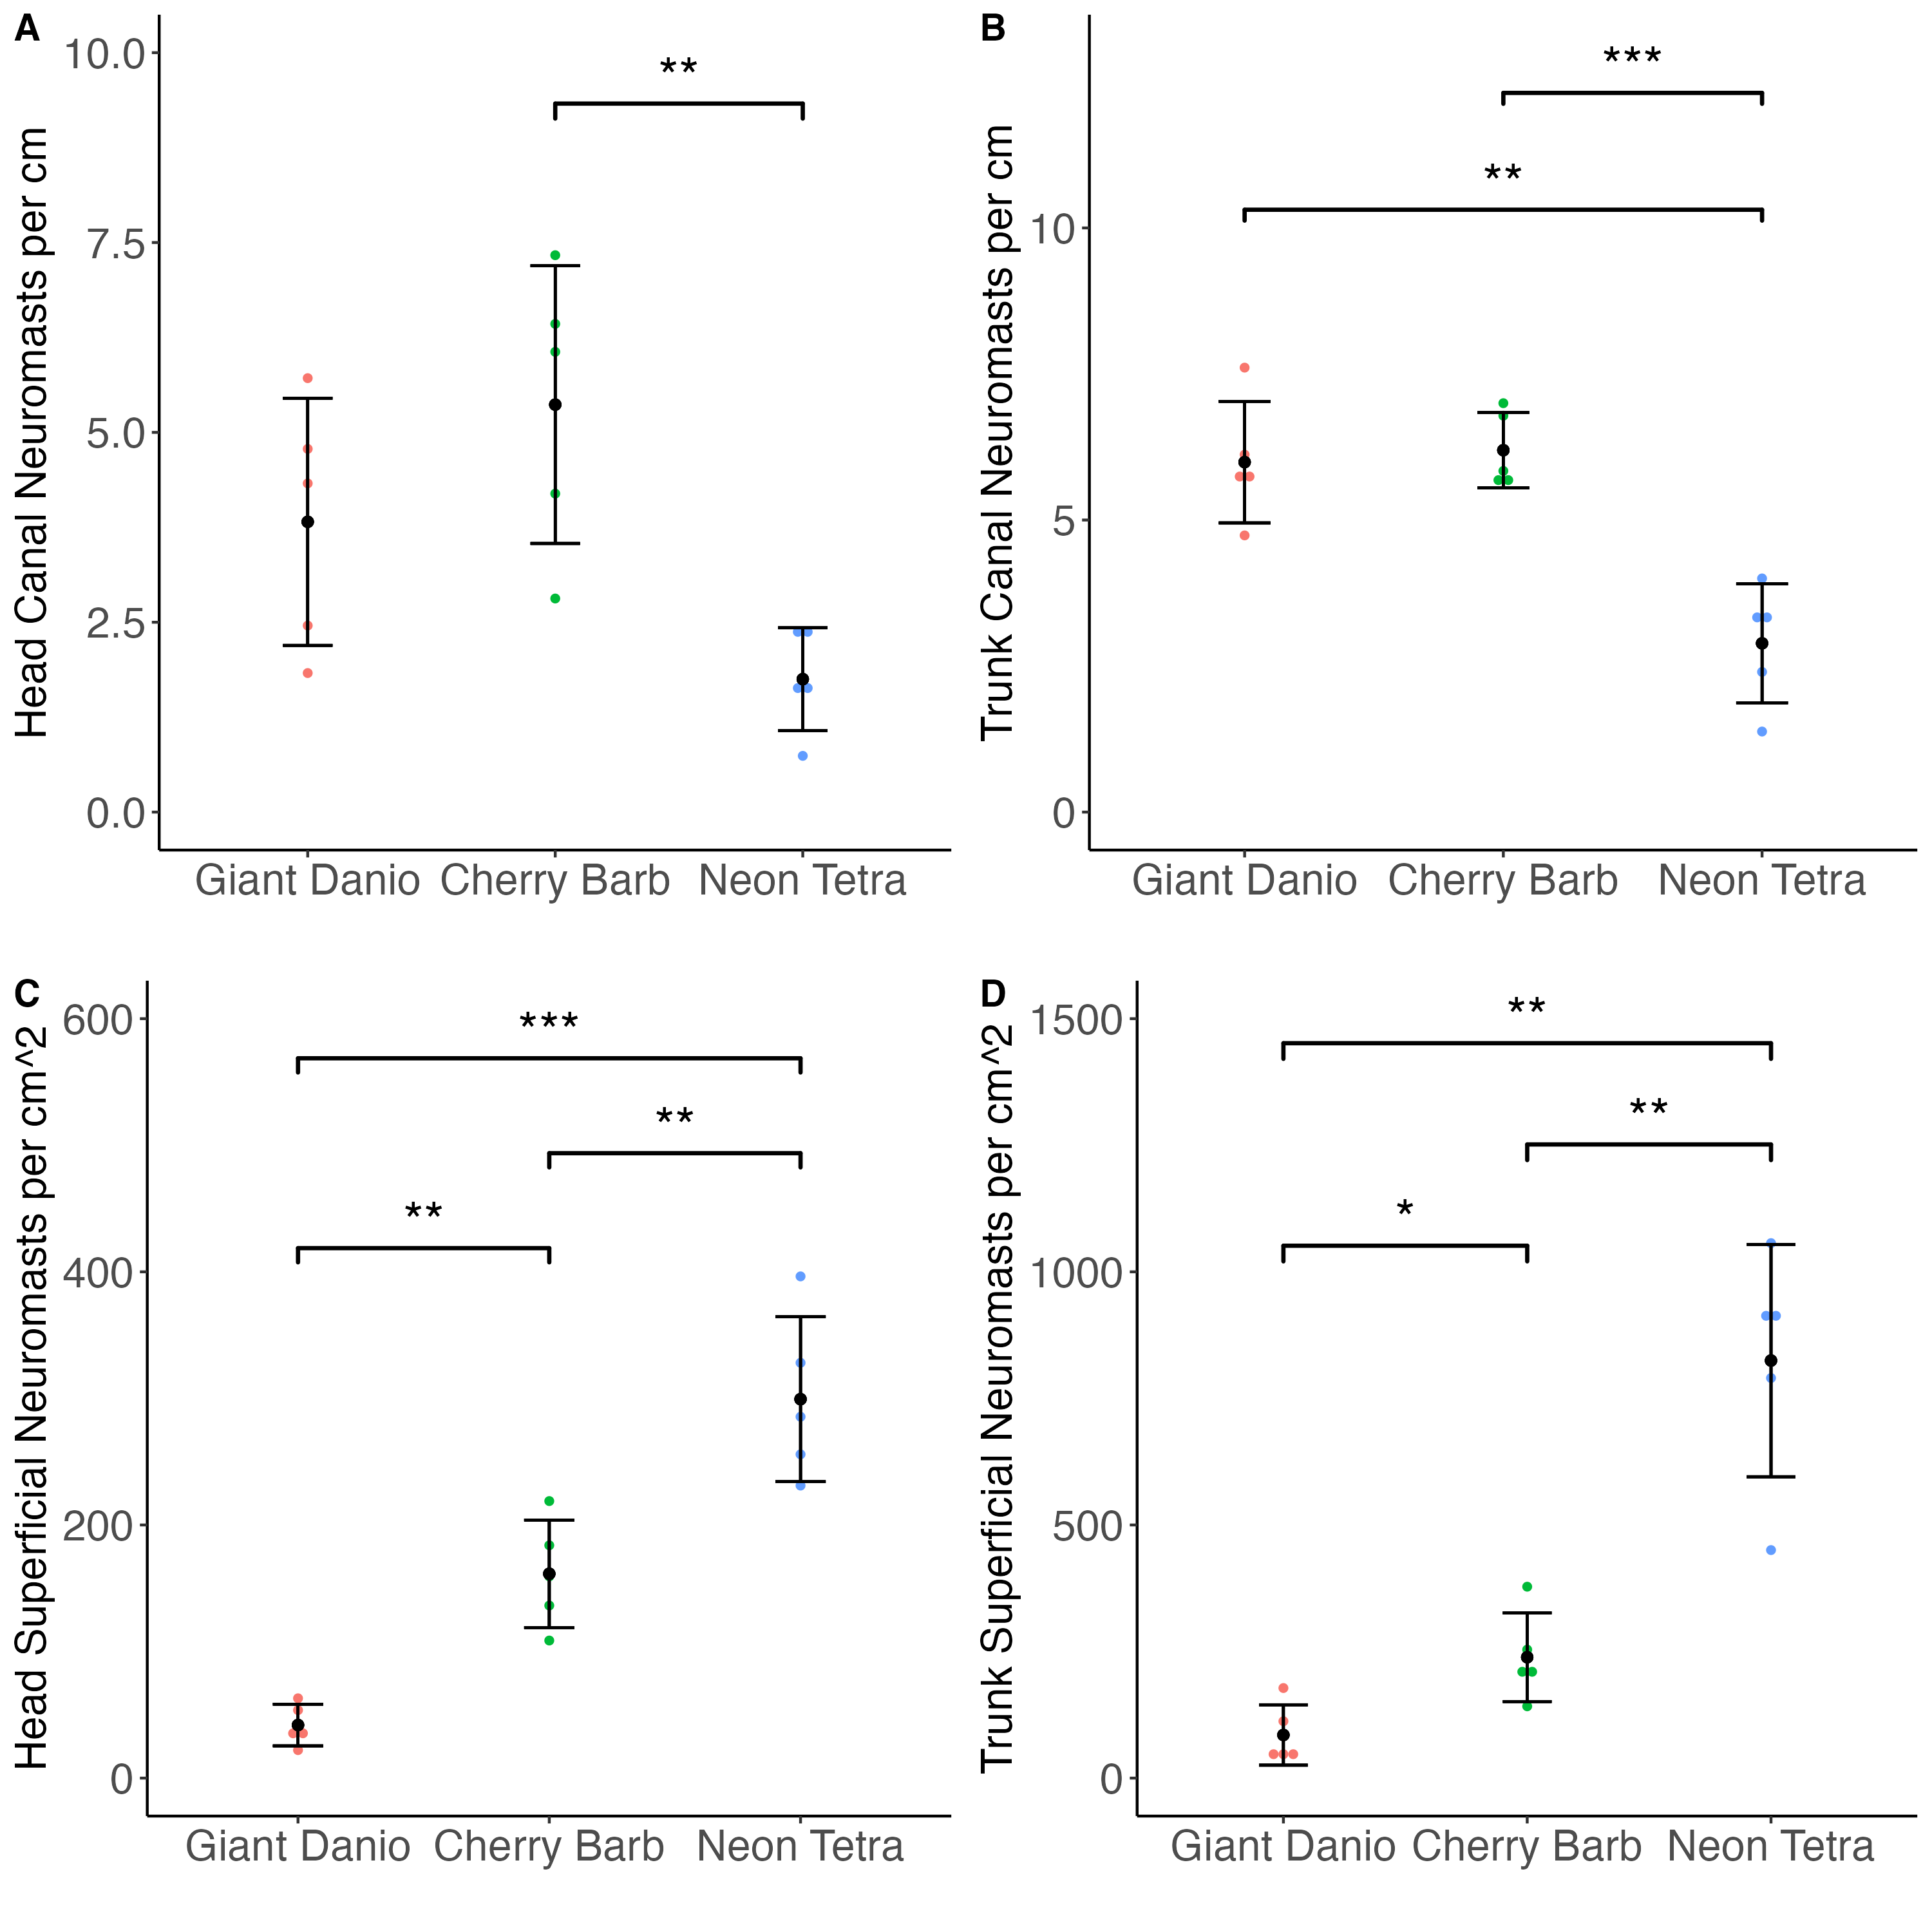 A
Head Canal Neuromasts per cm
10.0
7.5
5.0
2.5
0.0
**
Giant Danio Cherry Barb Neon Tetra
B
Trunk Canal Neuromasts per cm
10
5
0
***
**
Giant Danio Cherry Barb Neon Tetra
C
Head Superficial Neuromasts per cm^2
600
400
200
0
***
**
**
Giant Danio Cherry Barb Neon Tetra
D
Trunk Superficial Neuromasts per cm^2
1500
1000
500
0
**
**
*
Giant Danio Cherry Barb Neon Tetra